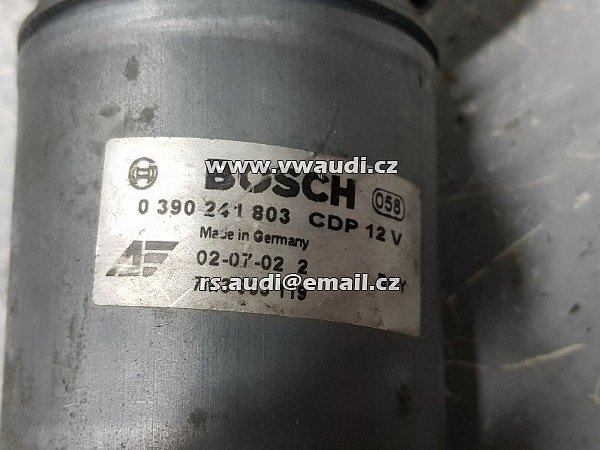 www.vwaudi.cz
BOSCH 058
0 390 241 803 CDP 12 V
Made in Germany
02-07-02 2
rs.audi@email.cz
119